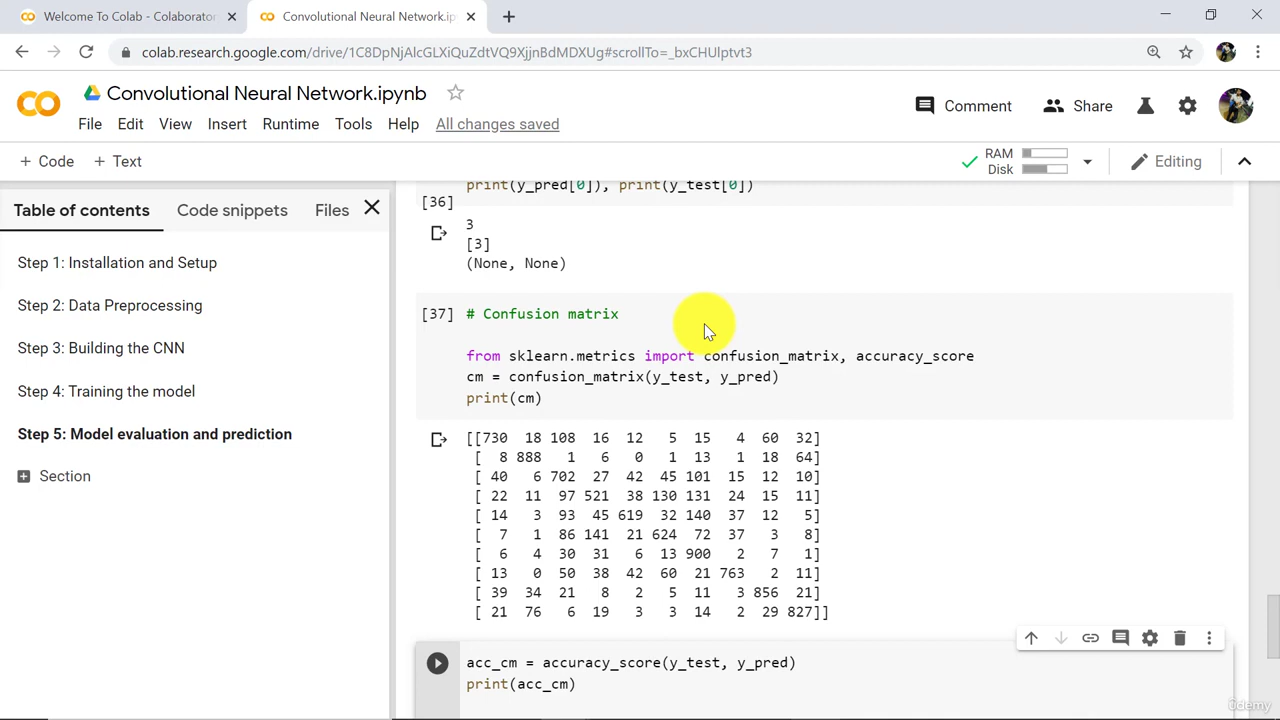 Welcome To Colab - Colaborator
Convolutional Neural Network.ip
colab.research.google.com/drive/1C8DpNjAlcGLXiQuZdtVQ9XjjnBdMDXUg#scrollTo=_bxCHUlptvt3
Convolutional Neural Network.ipynb
Comment
Share
File Edit View Insert Runtime Tools Help All changes saved
+ Code + Text
RAM
Disk
Editing
Table of contents Code snippets Files
Step 1: Installation and Setup
Step 2: Data Preprocessing
Step 3: Building the CNN
Step 4: Training the model
Step 5: Model evaluation and prediction
Section
print(y_pred[0]), print(y_test[0])
[36]
3
[3]
(None, None)
[37] # Confusion matrix
from sklearn.metrics import confusion_matrix, accuracy_score
cm = confusion_matrix(y_test, y_pred)
print(cm)
[[730 18 108 16 12 5 15 4 60 32]
[ 8 888 1 6 0 1 13 1 18 64]
[ 40 6 702 27 42 45 101 15 12 10]
[ 22 11 97 521 38 130 131 24 15 11]
[ 14 3 93 45 619 32 140 37 12 5]
[ 7 1 86 141 21 624 72 37 3 8]
[ 6 4 30 31 6 13 900 2 7 1]
[ 13 0 50 38 42 60 21 763 2 11]
[ 39 34 21 8 2 5 11 3 856 21]
[ 21 76 6 19 3 3 14 2 29 827]]
acc_cm = accuracy_score(y_test, y_pred)
print(acc_cm)
ûdemy